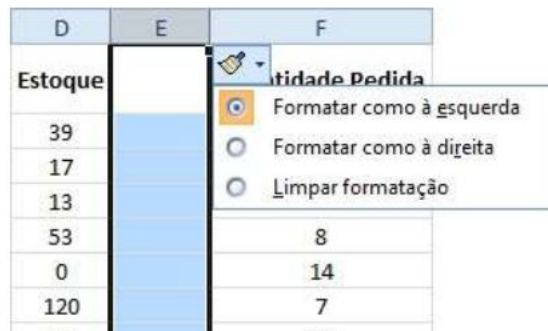 D E F
Estoque tidade Pedida
Formatar como à esquerda
39
Formatar como à direita
17
Limpar formatação
13
53 8
0 14
120 7